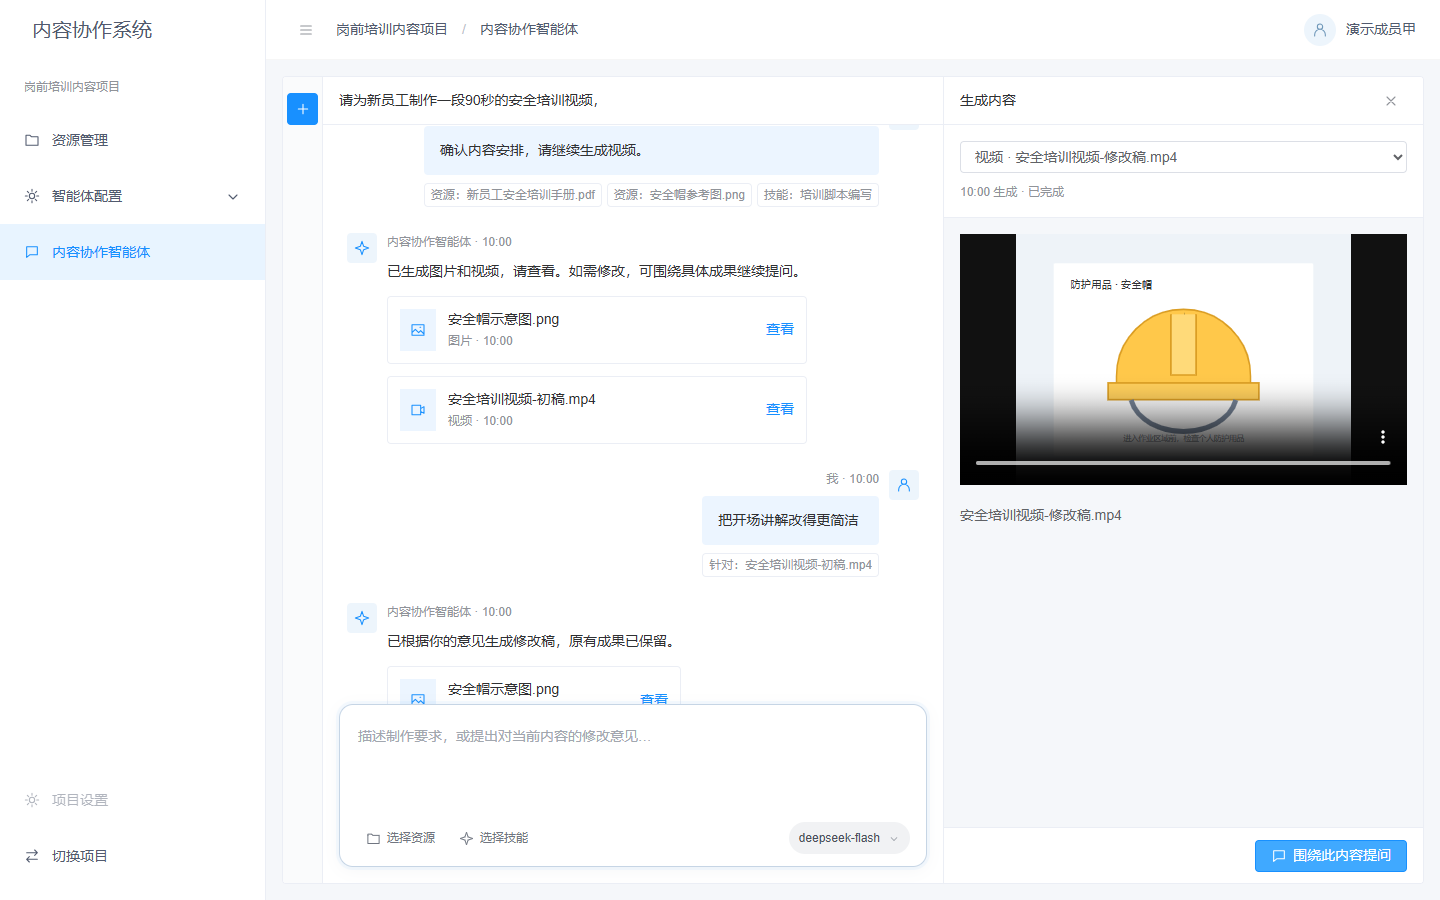 内容协作系统
岗前培训内容项目
资源管理
智能体配置
内容协作智能体
项目设置
切换项目
岗前培训内容项目 / 内容协作智能体
演示成员甲
请为新员工制作一段90秒的安全培训视频，
确认内容安排，请继续生成视频。
资源：新员工安全培训手册.pdf
资源：安全帽参考图.png
技能：培训脚本编写
内容协作智能体 · 10:00
已生成图片和视频，请查看。如需修改，可围绕具体成果继续提问。
安全帽示意图.png
图片 · 10:00
查看
安全培训视频-初稿.mp4
视频 · 10:00
查看
我 · 10:00
把开场讲解改得更简洁
针对：安全培训视频-初稿.mp4
内容协作智能体 · 10:00
已根据你的意见生成修改稿，原有成果已保留。
安全帽示意图.png
查看
描述制作要求，或提出对当前内容的修改意见...
选择资源
选择技能
deepseek-flash
生成内容
视频 · 安全培训视频-修改稿.mp4
10:00 生成 · 已完成
防护用品 · 安全帽
进入作业区域前，检查个人防护用品
安全培训视频-修改稿.mp4
围绕此内容提问